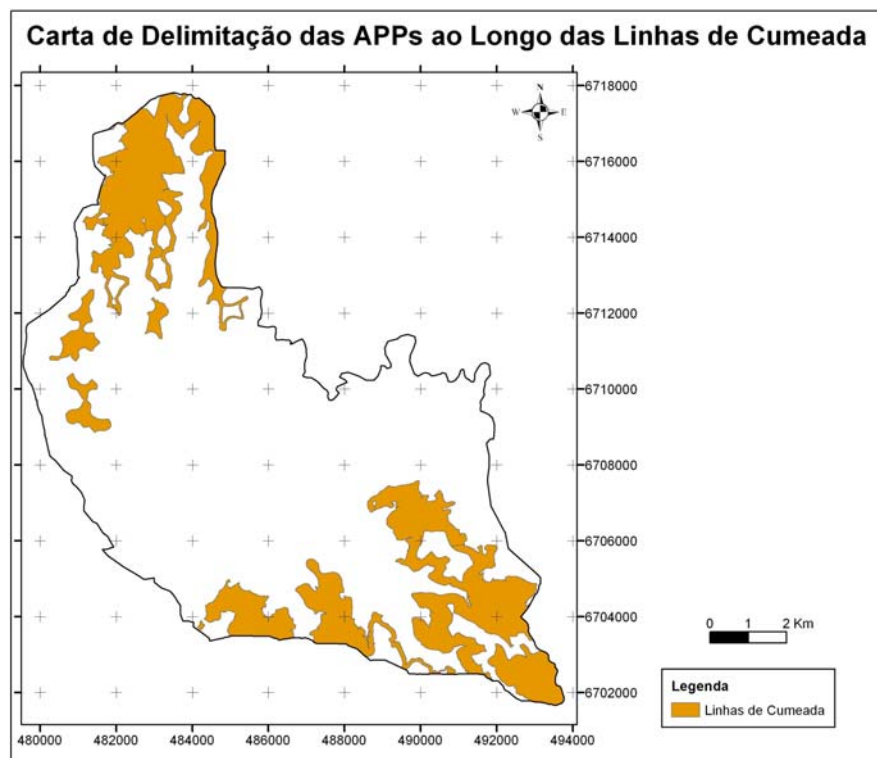 Carta de Delimitação das APPs ao Longo das Linhas de Cumeada
N
W E
S
6718000
6716000
6714000
6712000
6710000
6708000
6706000
6704000
6702000
0 1 2 Km
Legenda
Linhas de Cumeada
480000 482000 484000 486000 488000 490000 492000 494000